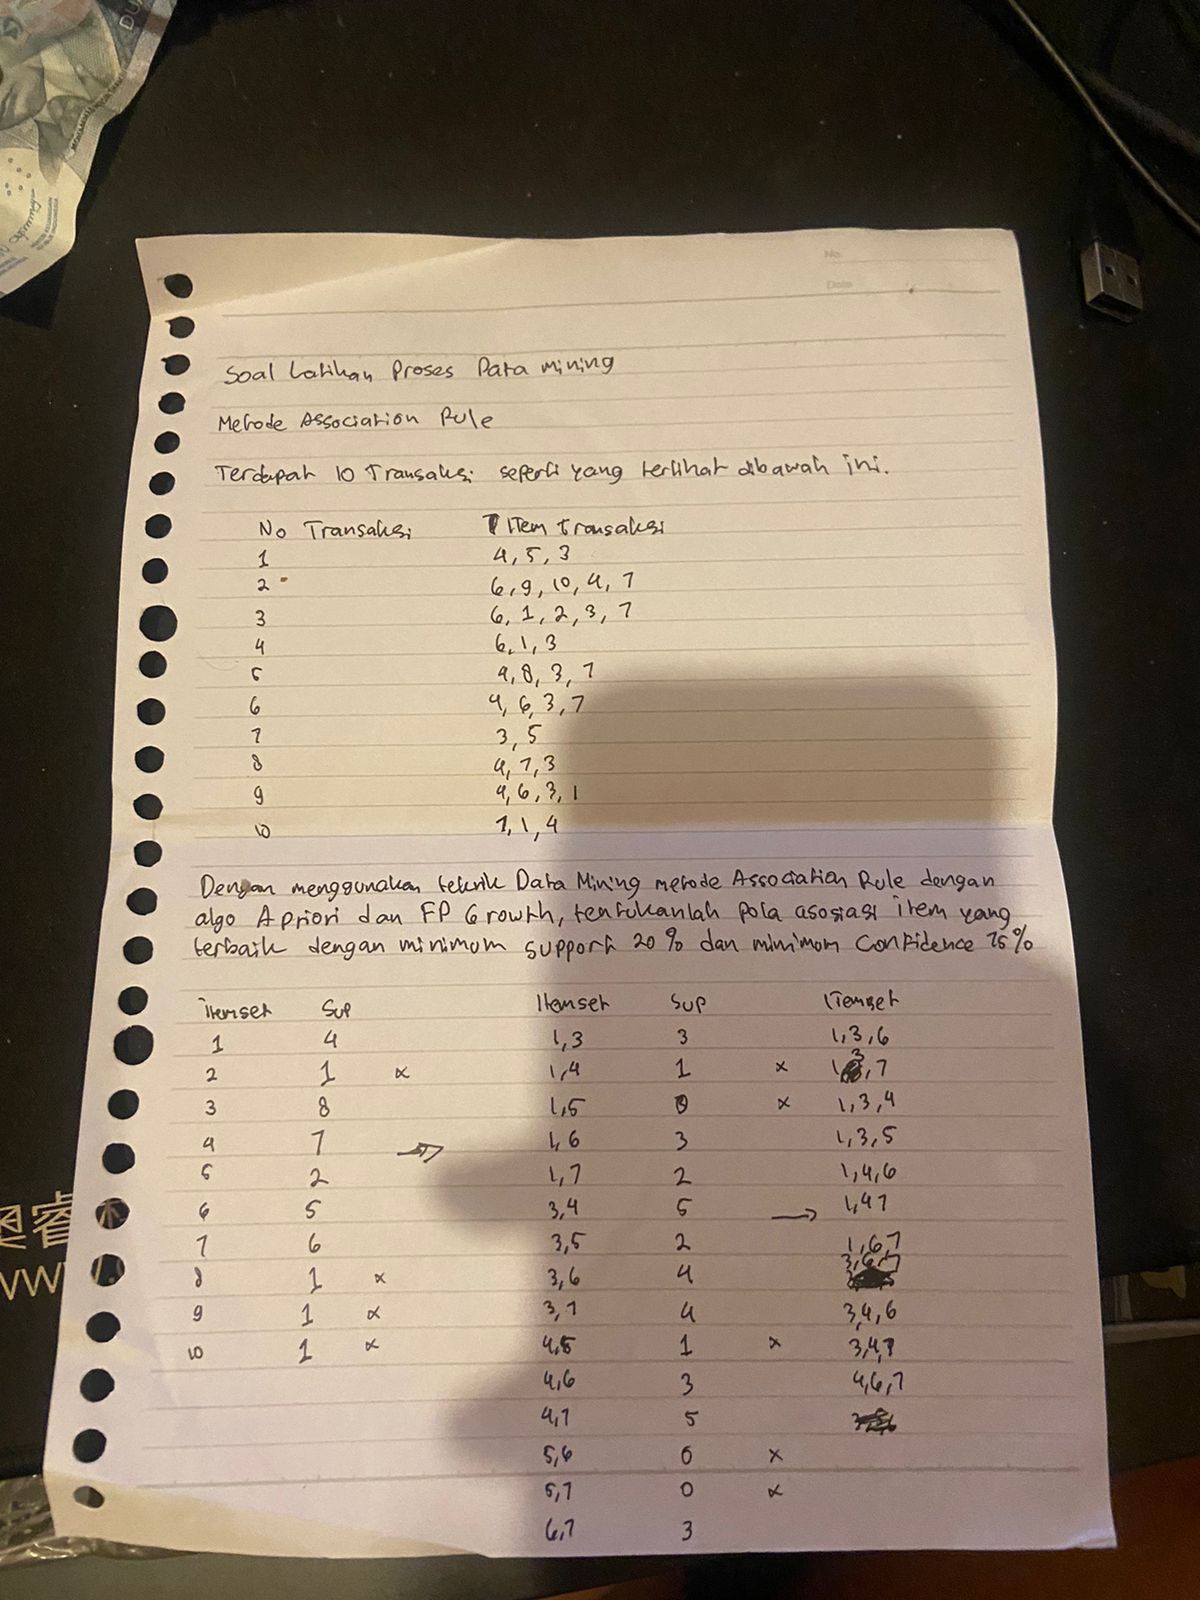 No.
Date
Soal Latihan Proses Data mining
Metode Association Rule
Terdapat 10 Transaksi seperti yang terlihat dibawah ini.
No Transaksi Item transaksi
1 4, 5, 3
2 6, 9, 10, 4, 7
3 6, 1, 2, 3, 7
4 6, 1, 3
5 4, 8, 3, 7
6 4, 6, 3, 7
7 3, 5
8 4, 7, 3
9 4, 6, 3, 1
10 7, 1, 4
Dengan menggunakan teknik Data Mining metode Association Rule dengan
algo Apriori dan FP Growth, tentukanlah pola asosiasi item yang
terbaik dengan minimum support 20% dan minimum Confidence 75%
itemset Sup Itemset Sup Itemset
1 4 1,3 3 1,3,6
2 1 x 1,4 1 x 1,3,7
3 8 1,5 0 x 1,3,4
4 7 → 1,6 3 1,3,5
5 2 1,7 2 1,4,6
6 5 3,4 5 → 1,4 7
7 6 3,5 2 1,6,7
8 1 x 3,6 4 3,6,7
9 1 x 3,7 4 3,4,6
10 1 x 4,5 1 x 3,4,7
4,6 3 4,6,7
4,7 5
5,6 0 x
5,7 0 x
6,7 3